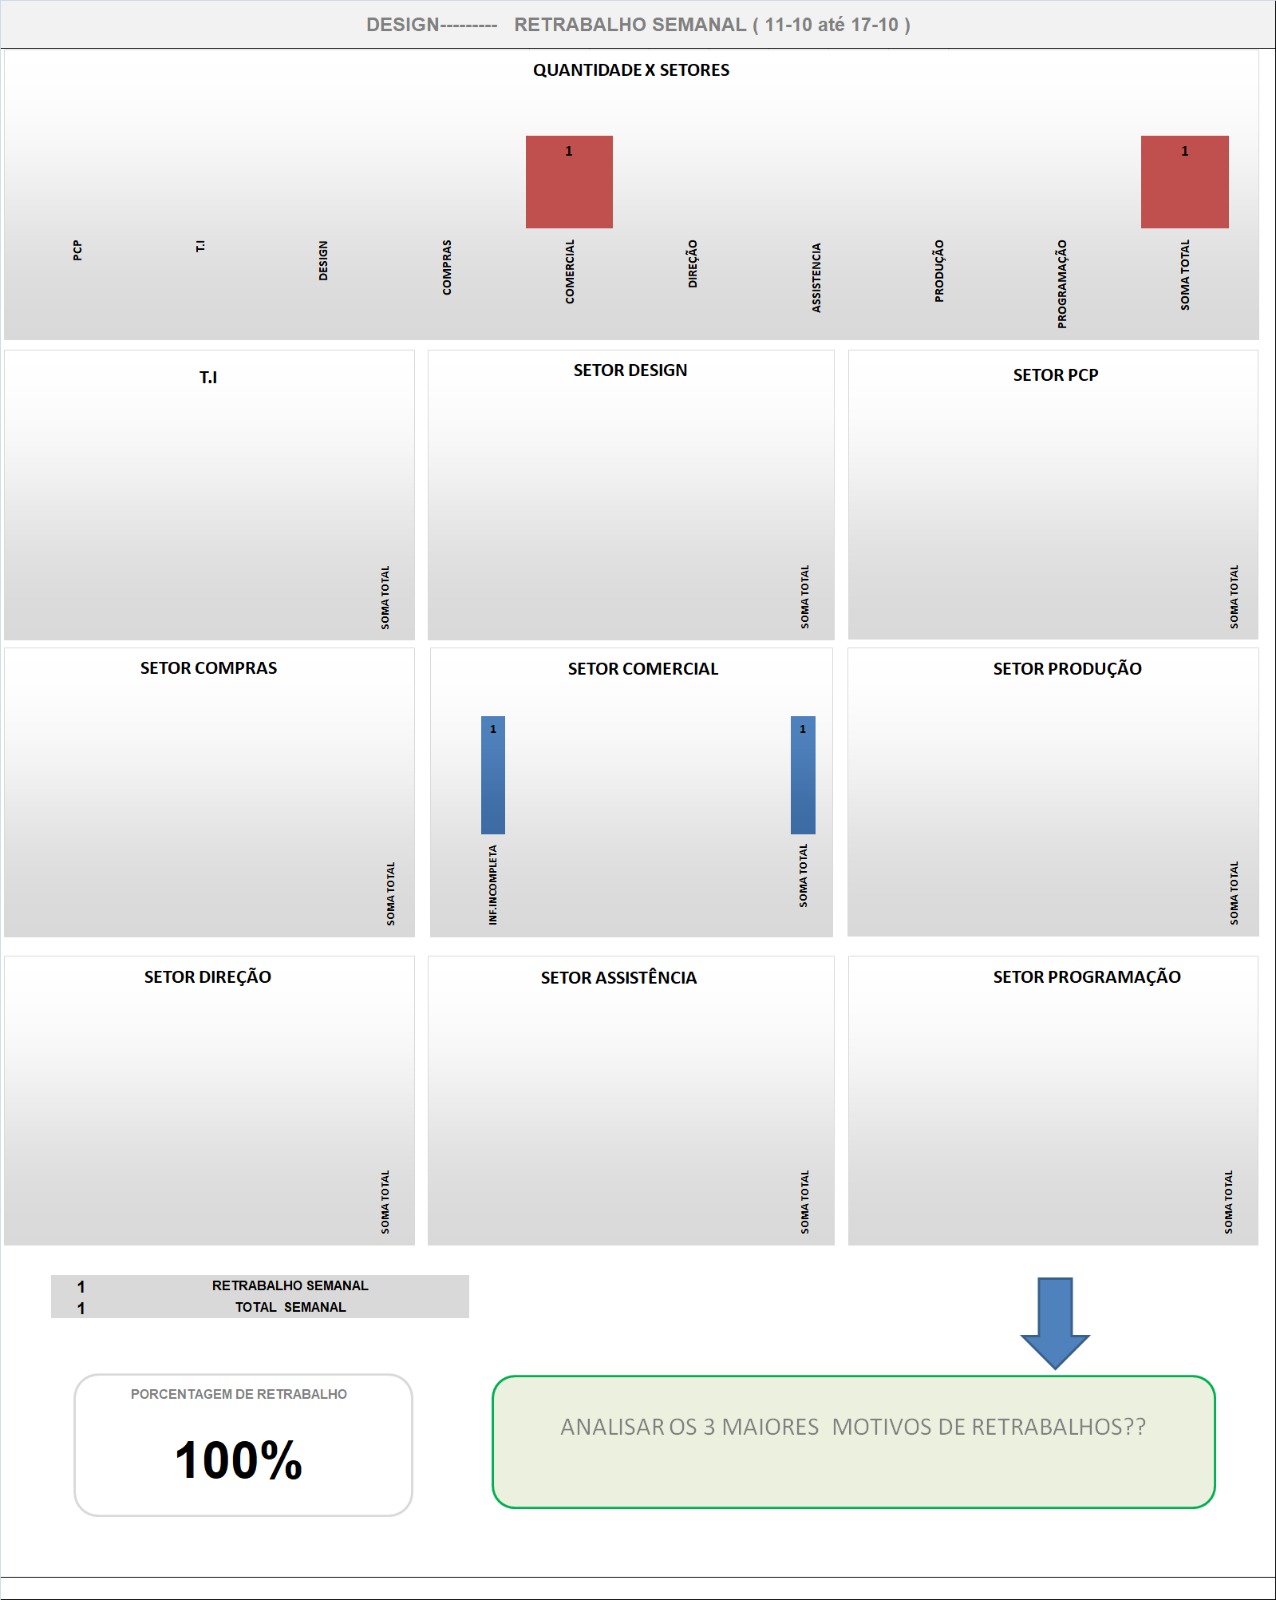 DESIGN--------- RETRABALHO SEMANAL ( 11-10 até 17-10 )
QUANTIDADE X SETORES
1
1
PCP
T.I
DESIGN
COMPRAS
COMERCIAL
DIREÇÃO
ASSISTENCIA
PRODUÇÃO
PROGRAMAÇÃO
SOMA TOTAL
T.I
SOMA TOTAL
SETOR DESIGN
SOMA TOTAL
SETOR PCP
SOMA TOTAL
SETOR COMPRAS
SOMA TOTAL
SETOR COMERCIAL
1
1
INF.INCOMPLETA
SOMA TOTAL
SETOR PRODUÇÃO
SOMA TOTAL
SETOR DIREÇÃO
SOMA TOTAL
SETOR ASSISTÊNCIA
SOMA TOTAL
SETOR PROGRAMAÇÃO
SOMA TOTAL
1 RETRABALHO SEMANAL
1 TOTAL SEMANAL
PORCENTAGEM DE RETRABALHO
100%
ANALISAR OS 3 MAIORES MOTIVOS DE RETRABALHOS??